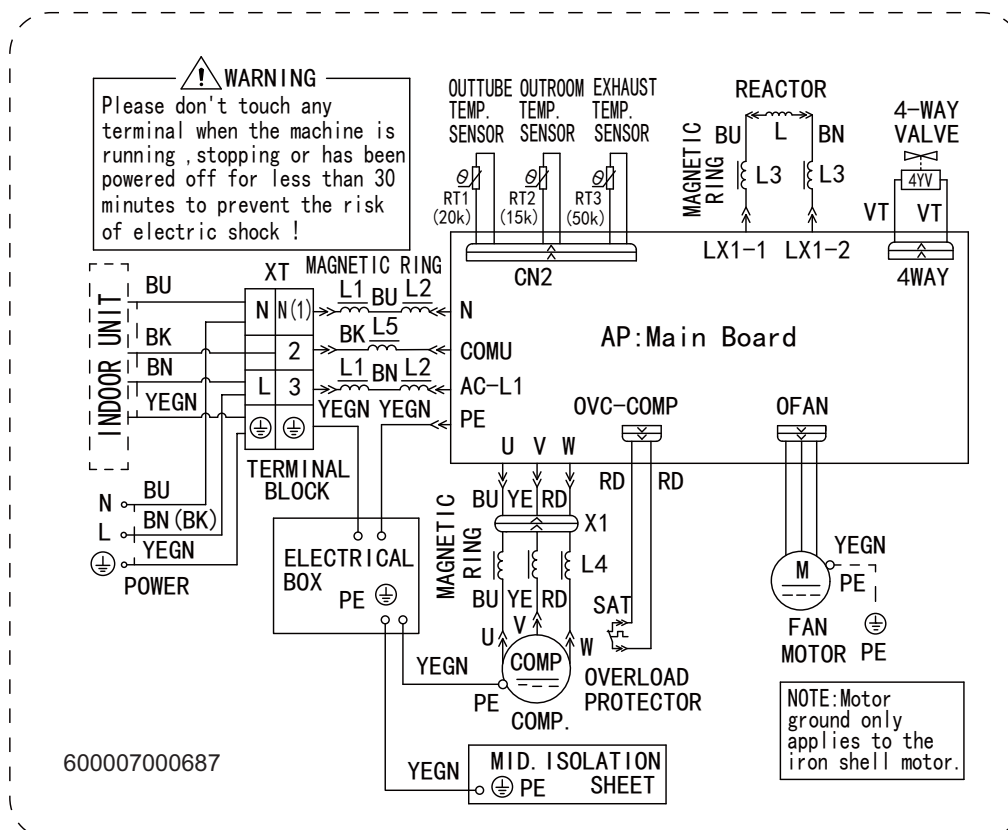 WARNING
Please don't touch any
terminal when the machine is
running ,stopping or has been
powered off for less than 30
minutes to prevent the risk
of electric shock !
OUTTUBE OUTROOM EXHAUST
TEMP. TEMP. TEMP.
SENSOR SENSOR SENSOR
θ θ θ
RT1 RT2 RT3
(20k) (15k) (50k)
CN2
REACTOR
BU L BN
MAGNETIC
RING
L3 L3
LX1-1 LX1-2
4-WAY
VALVE
4YV
VT VT
4WAY
INDOOR UNIT
BU
BK
BN
YEGN
XT
N N(1)
2
L 3
TERMINAL
BLOCK
MAGNETIC RING
L1 BU L2
BK L5
L1 BN L2
YEGN YEGN
N
COMU
AC-L1
PE
AP:Main Board
N BU
L BN(BK)
YEGN
POWER
ELECTRICAL
BOX
PE
U V W
BU YE RD
X1
MAGNETIC
RING
L4
BU YE RD
U V W
COMP
COMP.
YEGN
PE
OVC-COMP
RD RD
SAT
OVERLOAD
PROTECTOR
OFAN
M
FAN
MOTOR
YEGN
PE
PE
NOTE:Motor
ground only
applies to the
iron shell motor.
YEGN
MID. ISOLATION
SHEET
PE
600007000687